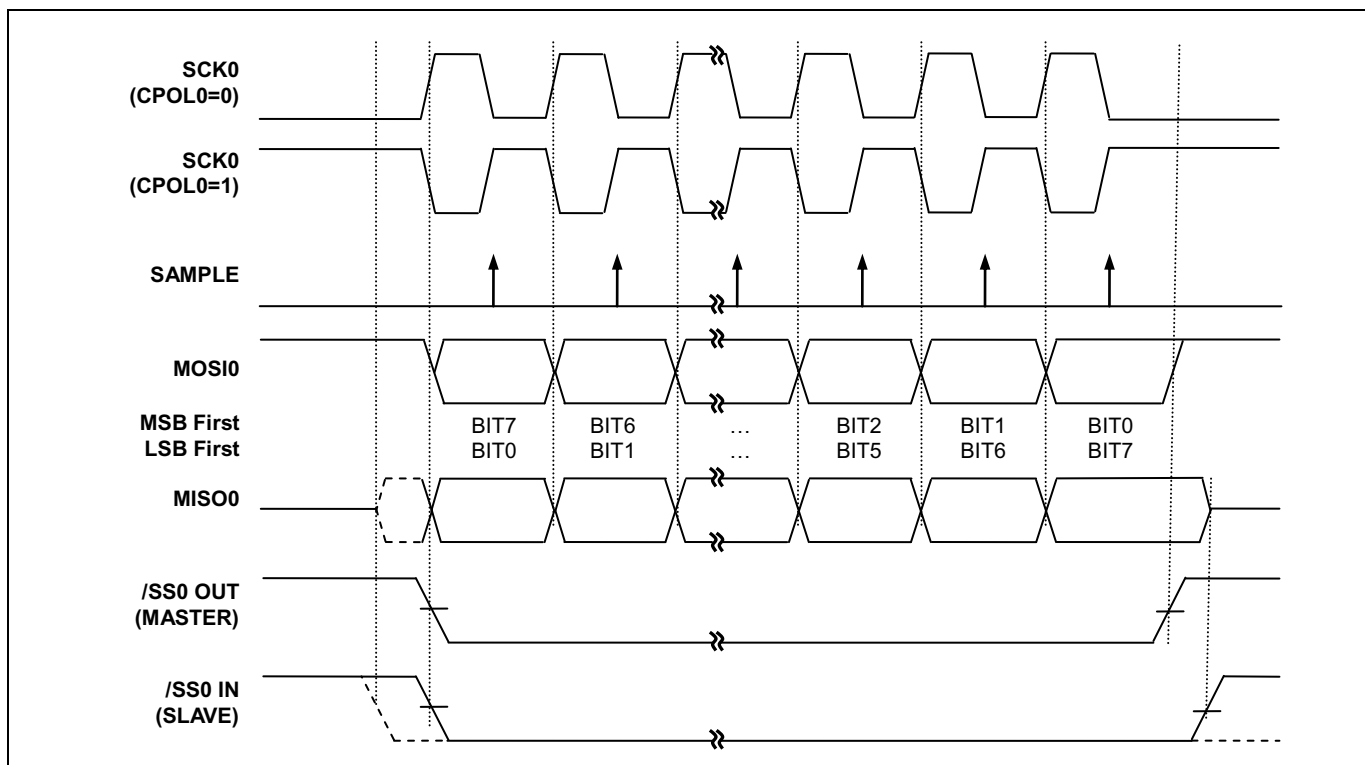 SCK0
(CPOL0=0)
SCK0
(CPOL0=1)
SAMPLE
MOSI0
MSB First BIT7 BIT6 … BIT2 BIT1 BIT0
LSB First BIT0 BIT1 … BIT5 BIT6 BIT7
MISO0
/SS0 OUT
(MASTER)
/SS0 IN
(SLAVE)